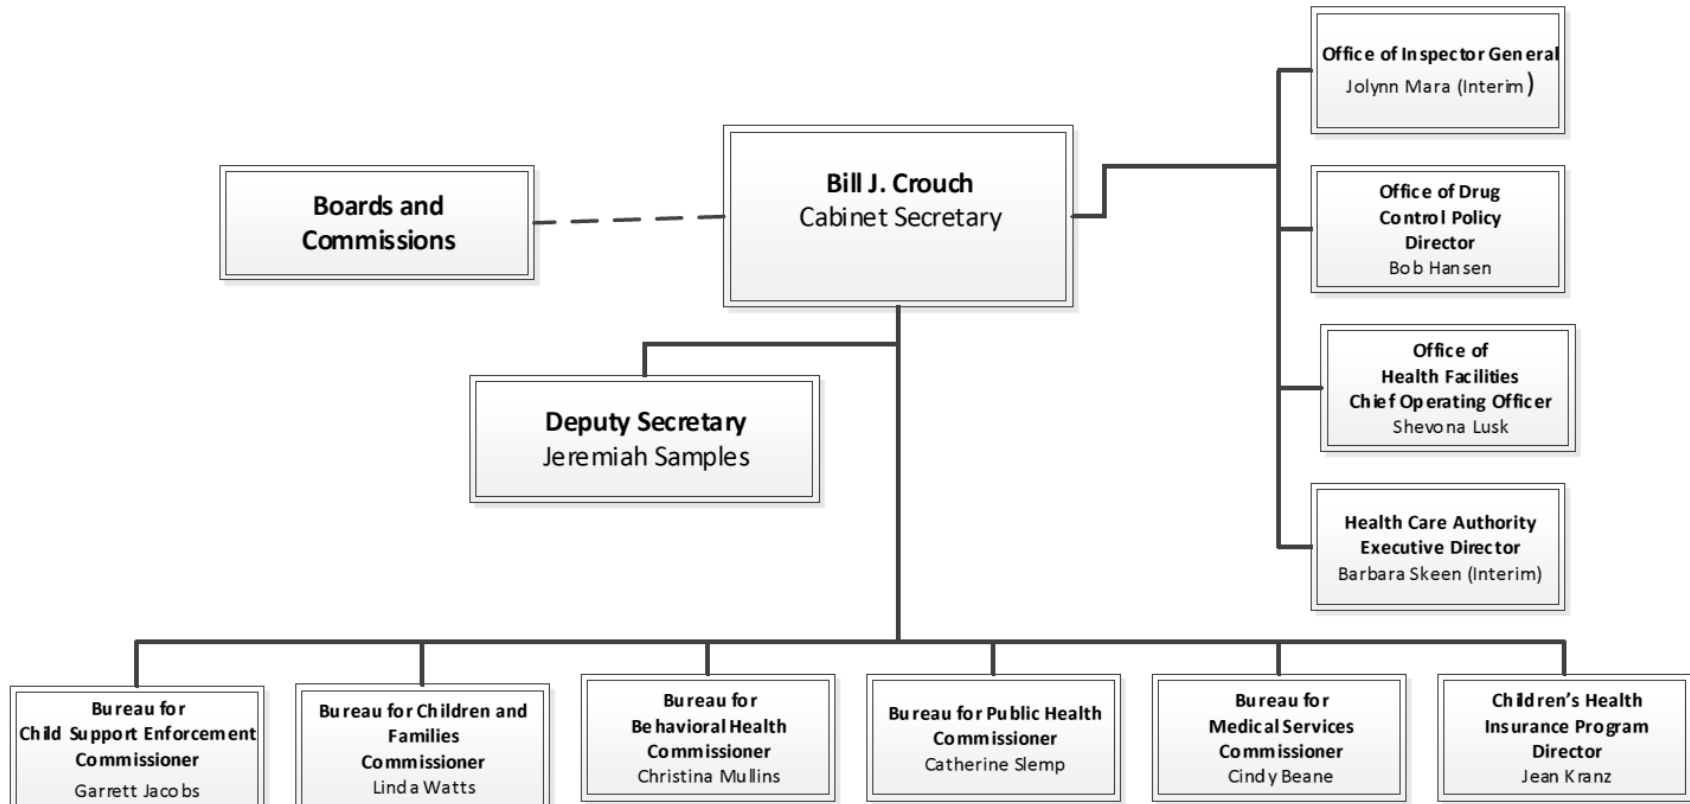 Office of Inspector General
Jolynn Mara (Interim)
Bill J. Crouch
Cabinet Secretary
Boards and
Commissions
Office of Drug
Control Policy
Director
Bob Hansen
Office of
Health Facilities
Chief Operating Officer
Shevona Lusk
Deputy Secretary
Jeremiah Samples
Health Care Authority
Executive Director
Barbara Skeen (Interim)
Bureau for
Child Support Enforcement
Commissioner
Garrett Jacobs
Bureau for Children and
Families
Commissioner
Linda Watts
Bureau for
Behavioral Health
Commissioner
Christina Mullins
Bureau for Public Health
Commissioner
Catherine Slemp
Bureau for
Medical Services
Commissioner
Cindy Beane
Children’s Health
Insurance Program
Director
Jean Kranz